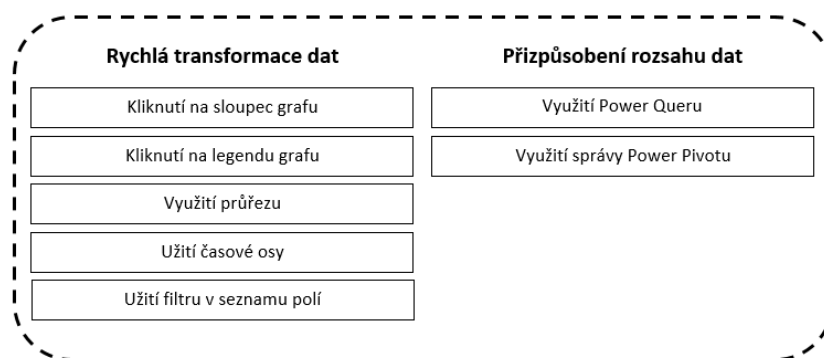 Rychlá transformace dat
Kliknutí na sloupec grafu
Kliknutí na legendu grafu
Využití průřezu
Užití časové osy
Užití filtru v seznamu polí
Přizpůsobení rozsahu dat
Využití Power Queru
Využití správy Power Pivotu